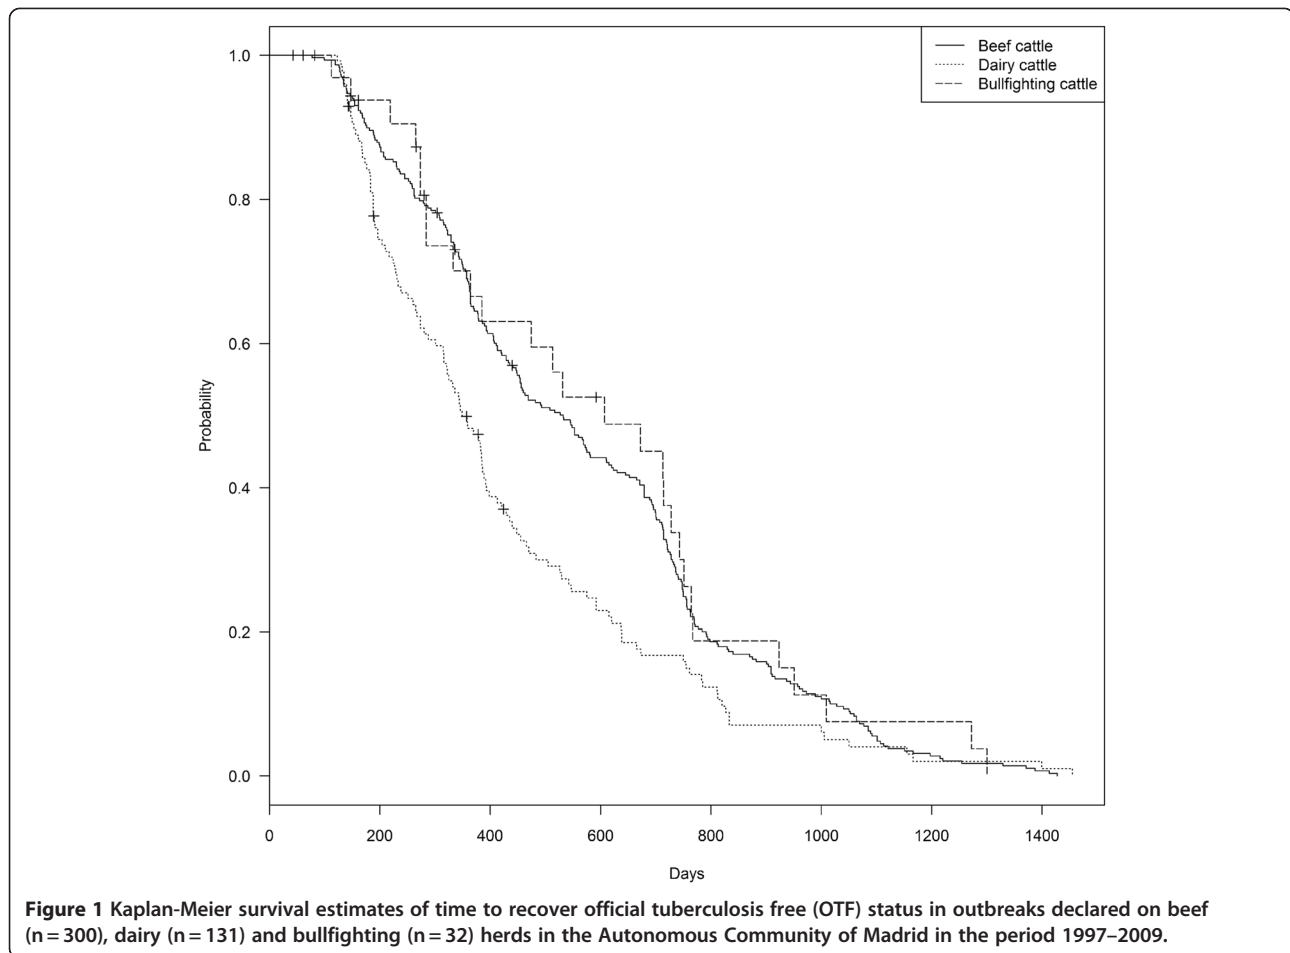 1.0
0.8
0.6
0.4
0.2
0.0
Probability
Beef cattle
Dairy cattle
Bullfighting cattle
0 200 400 600 800 1000 1200 1400
Days
Figure 1 Kaplan-Meier survival estimates of time to recover official tuberculosis free (OTF) status in outbreaks declared on beef
(n = 300), dairy (n = 131) and bullfighting (n = 32) herds in the Autonomous Community of Madrid in the period 1997–2009.